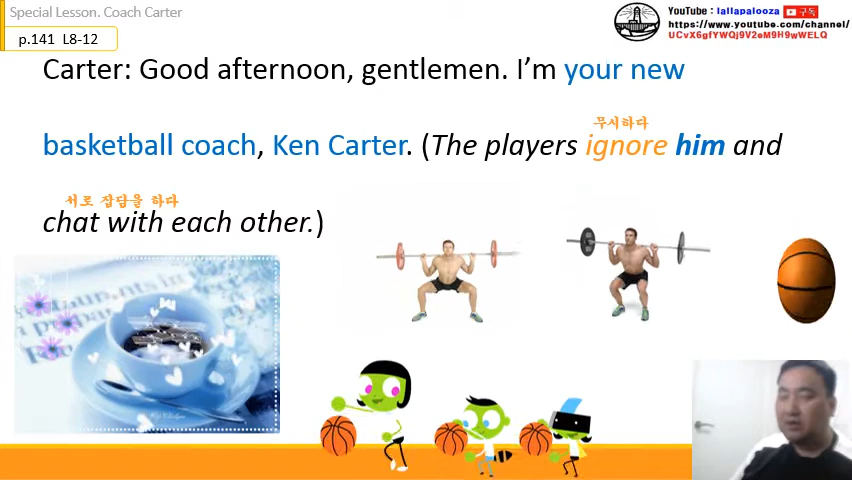 Special Lesson. Coach Carter
YouTube : lallapalooza 구독
https://www.youtube.com/channel/
UCvX6gfYWQj9V2eM9H9wWELQ
p.141 L8-12
Carter: Good afternoon, gentlemen. I'm your new
무시하다
basketball coach, Ken Carter. (The players ignore him and
서로 잡담을 하다
chat with each other.)